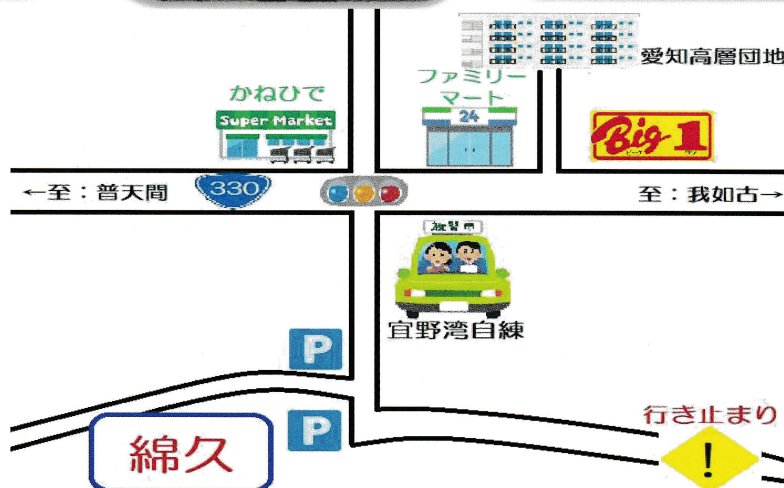 愛知高層団地
ファミリー
マート
24
かねひで
Super Market
Big 1
←至：普天間
330
至：我如古→
宜野湾自練
P
P
綿久
行き止まり
!